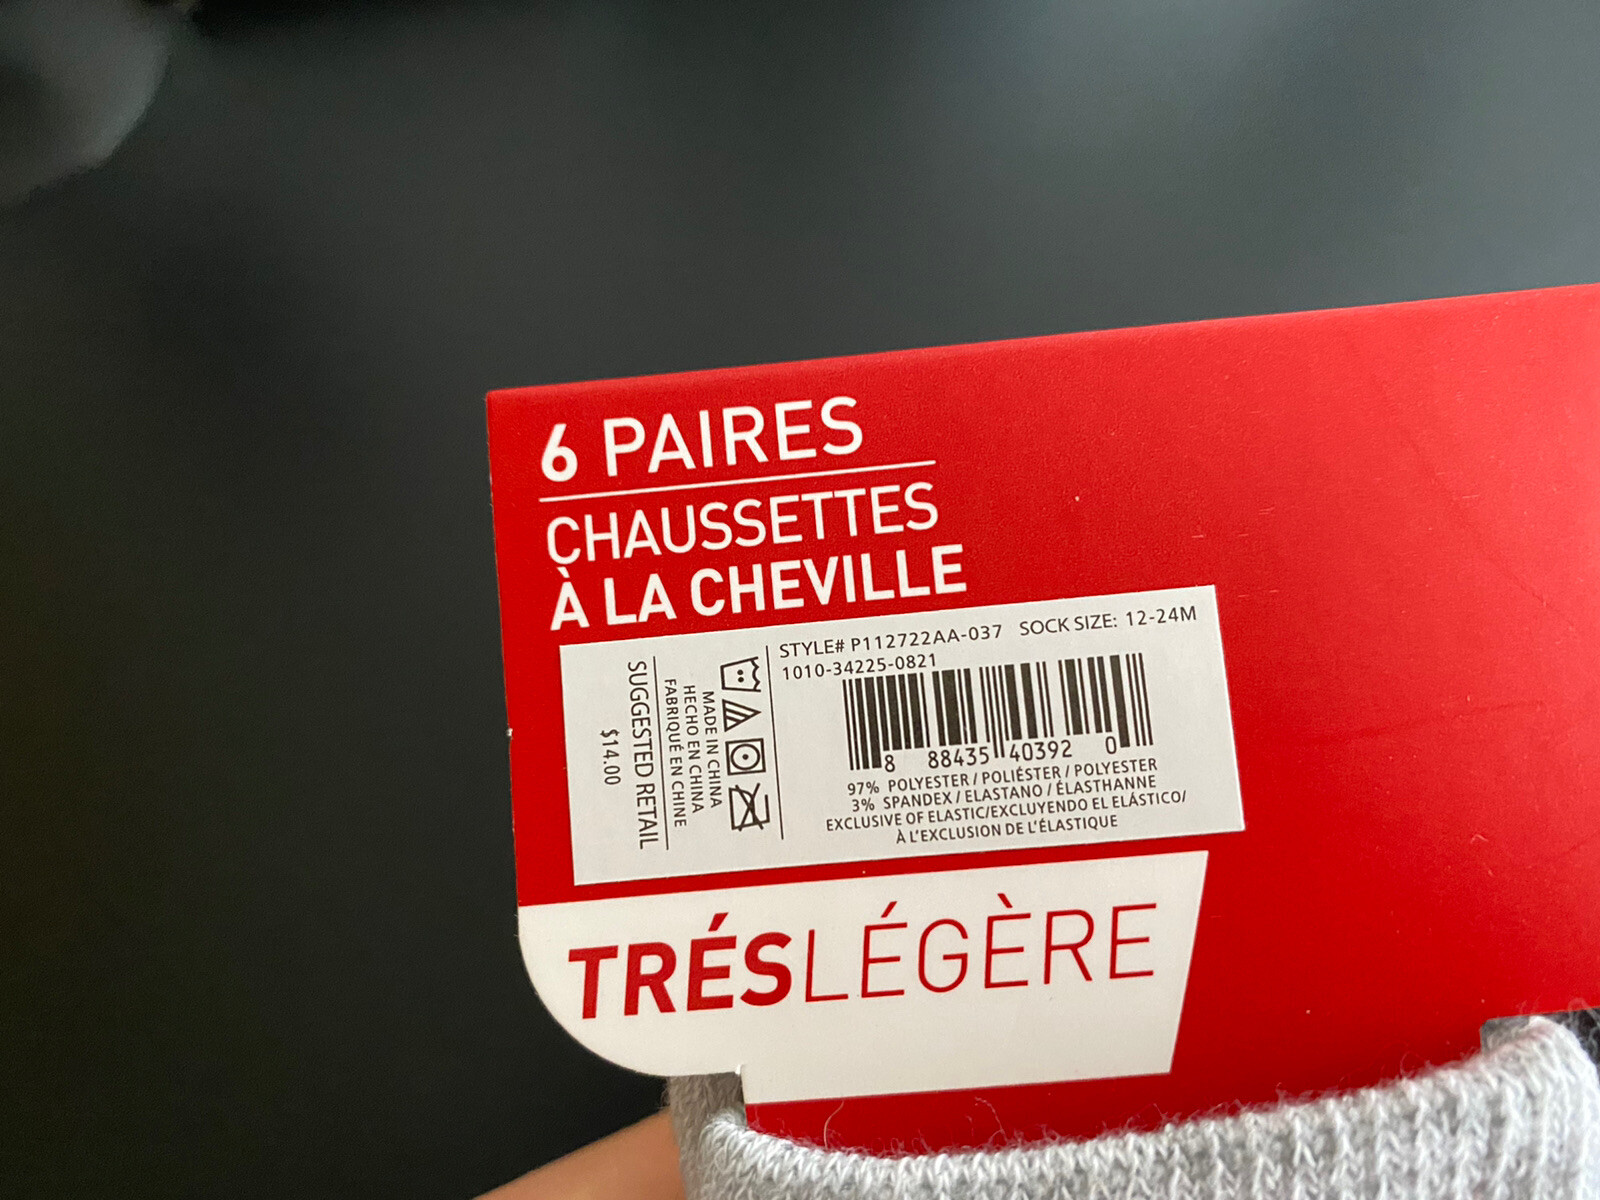 6 PAIRES
CHAUSSETTES
À LA CHEVILLE
STYLE# P112722AA-037 SOCK SIZE: 12-24M
1010-34225-0821
8 88435 40392 0
97% POLYESTER / POLIÉSTER / POLYESTER
3% SPANDEX / ELASTANO / ÉLASTHANNE
EXCLUSIVE OF ELASTIC/EXCLUYENDO EL ELÁSTICO/
À L'EXCLUSION DE L'ÉLASTIQUE
MADE IN CHINA
HECHO EN CHINA
FABRIQUÉ EN CHINE
SUGGESTED RETAIL
$14.00
TRÉSLÉGÈRE